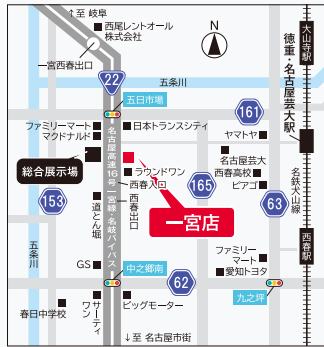 ↑至 岐阜
西尾レントオール
株式会社
N
一宮西春出口
22
五条川
大山寺駅
徳重・名古屋芸大駅
五日市場
161
ファミリーマート
マクドナルド
日本トランスシティ
ヤマトヤ
名古屋高速16号一宮線・名岐バイパス
総合展示場
ラウンドワン
西春入口
名古屋芸大
西春高校
ピアゴ
165
153
道とん堀
西春出口
一宮店
63
名鉄犬山線
西春駅
五条川
GS
中之郷南
62
ファミリー
マート
愛知トヨタ
九之坪
春日中学校
サーティ
ワン
ビッグモーター
↓至 名古屋市街